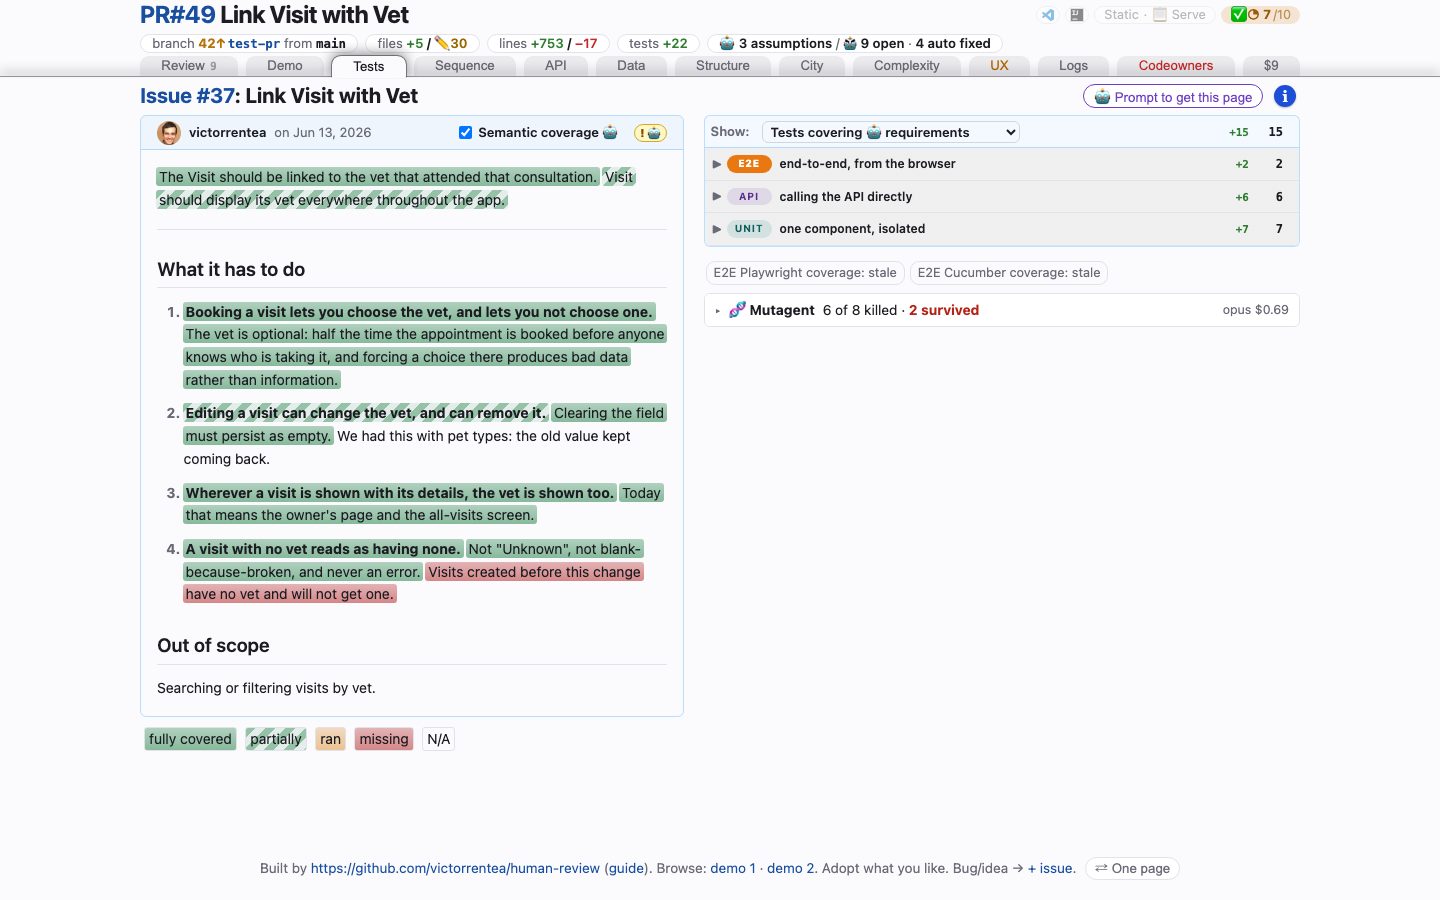 PR#49 Link Visit with Vet
Static · Serve
7/10
branch 42↑ test-pr from main
files +5 / 30
lines +753 / −17
tests +22
3 assumptions / 9 open · 4 auto fixed
Review 9
Demo
Tests
Sequence
API
Data
Structure
City
Complexity
UX
Logs
Codeowners
$9
Issue #37: Link Visit with Vet
Prompt to get this page
i
victorrentea on Jun 13, 2026
Semantic coverage
!
The Visit should be linked to the vet that attended that consultation. Visit
should display its vet everywhere throughout the app.
What it has to do
1. Booking a visit lets you choose the vet, and lets you not choose one.
The vet is optional: half the time the appointment is booked before anyone
knows who is taking it, and forcing a choice there produces bad data
rather than information.
2. Editing a visit can change the vet, and can remove it. Clearing the field
must persist as empty. We had this with pet types: the old value kept
coming back.
3. Wherever a visit is shown with its details, the vet is shown too. Today
that means the owner's page and the all-visits screen.
4. A visit with no vet reads as having none. Not "Unknown", not blank-
because-broken, and never an error. Visits created before this change
have no vet and will not get one.
Out of scope
Searching or filtering visits by vet.
fully covered partially ran missing N/A
Show: Tests covering requirements +15 15
E2E end-to-end, from the browser +2 2
API calling the API directly +6 6
UNIT one component, isolated +7 7
E2E Playwright coverage: stale E2E Cucumber coverage: stale
Mutagent 6 of 8 killed · 2 survived opus $0.69
Built by https://github.com/victorrentea/human-review (guide). Browse: demo 1 · demo 2. Adopt what you like. Bug/idea → + issue. ⇄ One page